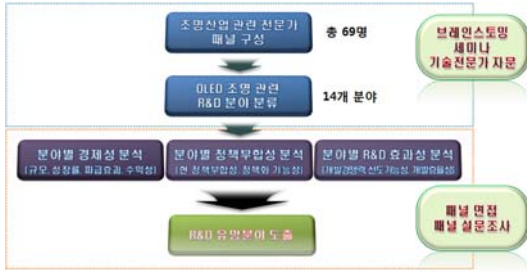 조명산업 관련 전문가
패널 구성
총 69명
브레인스토밍
세미나
기술전문가 자문
OLED 조명 관련
R&D 분야 분류
14개 분야
분야별 경제성 분석
(규모, 성장률, 파급효과, 수익성)
분야별 정책부합성 분석
(현 정책부합성, 정책화 가능성)
분야별 R&D 효과성 분석
(개발경쟁력, 선도가능성, 개발효율성)
패널 면접
패널 설문조사
R&D 유망분야 도출